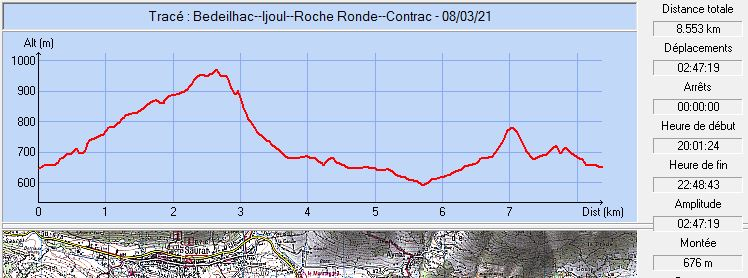 Tracé : Bedeilhac--Ijoul--Roche Ronde--Contrac - 08/03/21
Alt (m)
1000
900
800
700
600
0 1 2 3 4 5 6 7 Dist (km)
Distance totale
8.553 km
Déplacements
02:47:19
Arrêts
00:00:00
Heure de début
20:01:24
Heure de fin
22:48:43
Amplitude
02:47:19
Montée
676 m